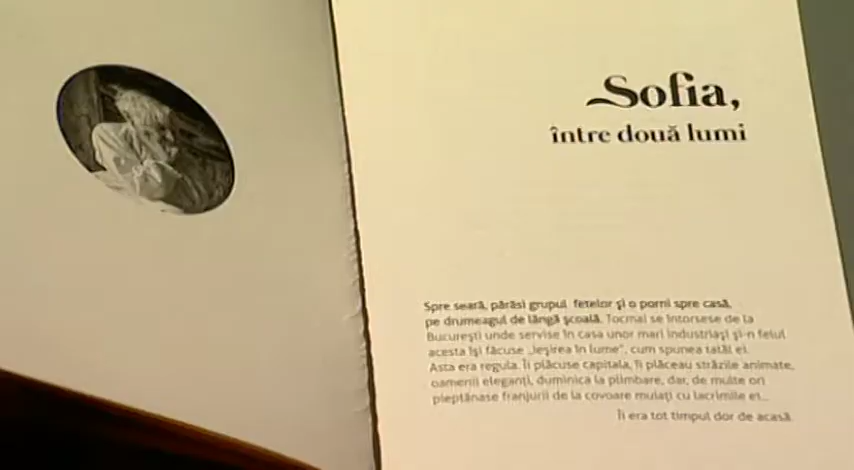 Sofia,
între două lumi
Spre seară, părăsi grupul fetelor și o porni spre casă,
pe drumeagul de lângă școală. Tocmai se întorsese de la
București unde servise în casa unor mari industriași și-n felul
acesta își făcuse „ieșirea în lume”, cum spunea tatăl ei.
Asta era regula. Îi plăcuse capitala, îi plăceau străzile animate,
oamenii eleganți, duminica la plimbare, dar, de multe ori
pieptănase franjurii de la covoare mulați cu lacrimile ei...
Îi era tot timpul dor de acasă.